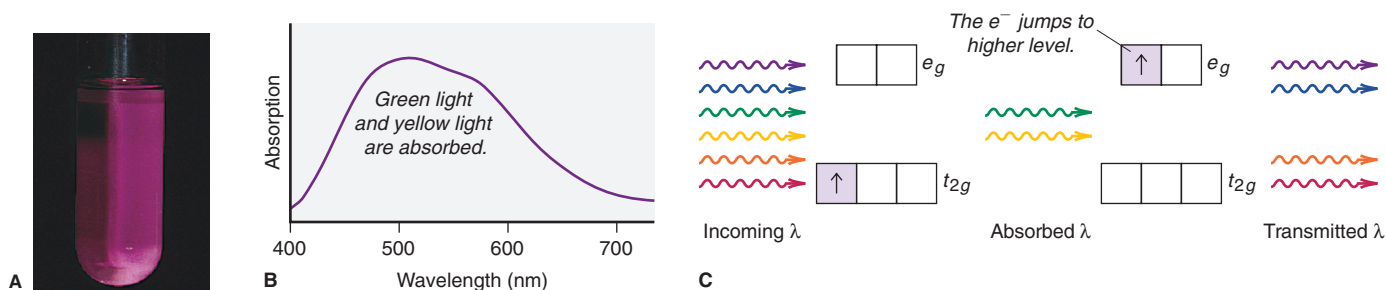 A
B
Absorption
Green light
and yellow light
are absorbed.
400 500 600 700
Wavelength (nm)
C
The e⁻ jumps to
higher level.
e_g
e_g
↑
↑
t_2g
t_2g
Incoming λ
Absorbed λ
Transmitted λ